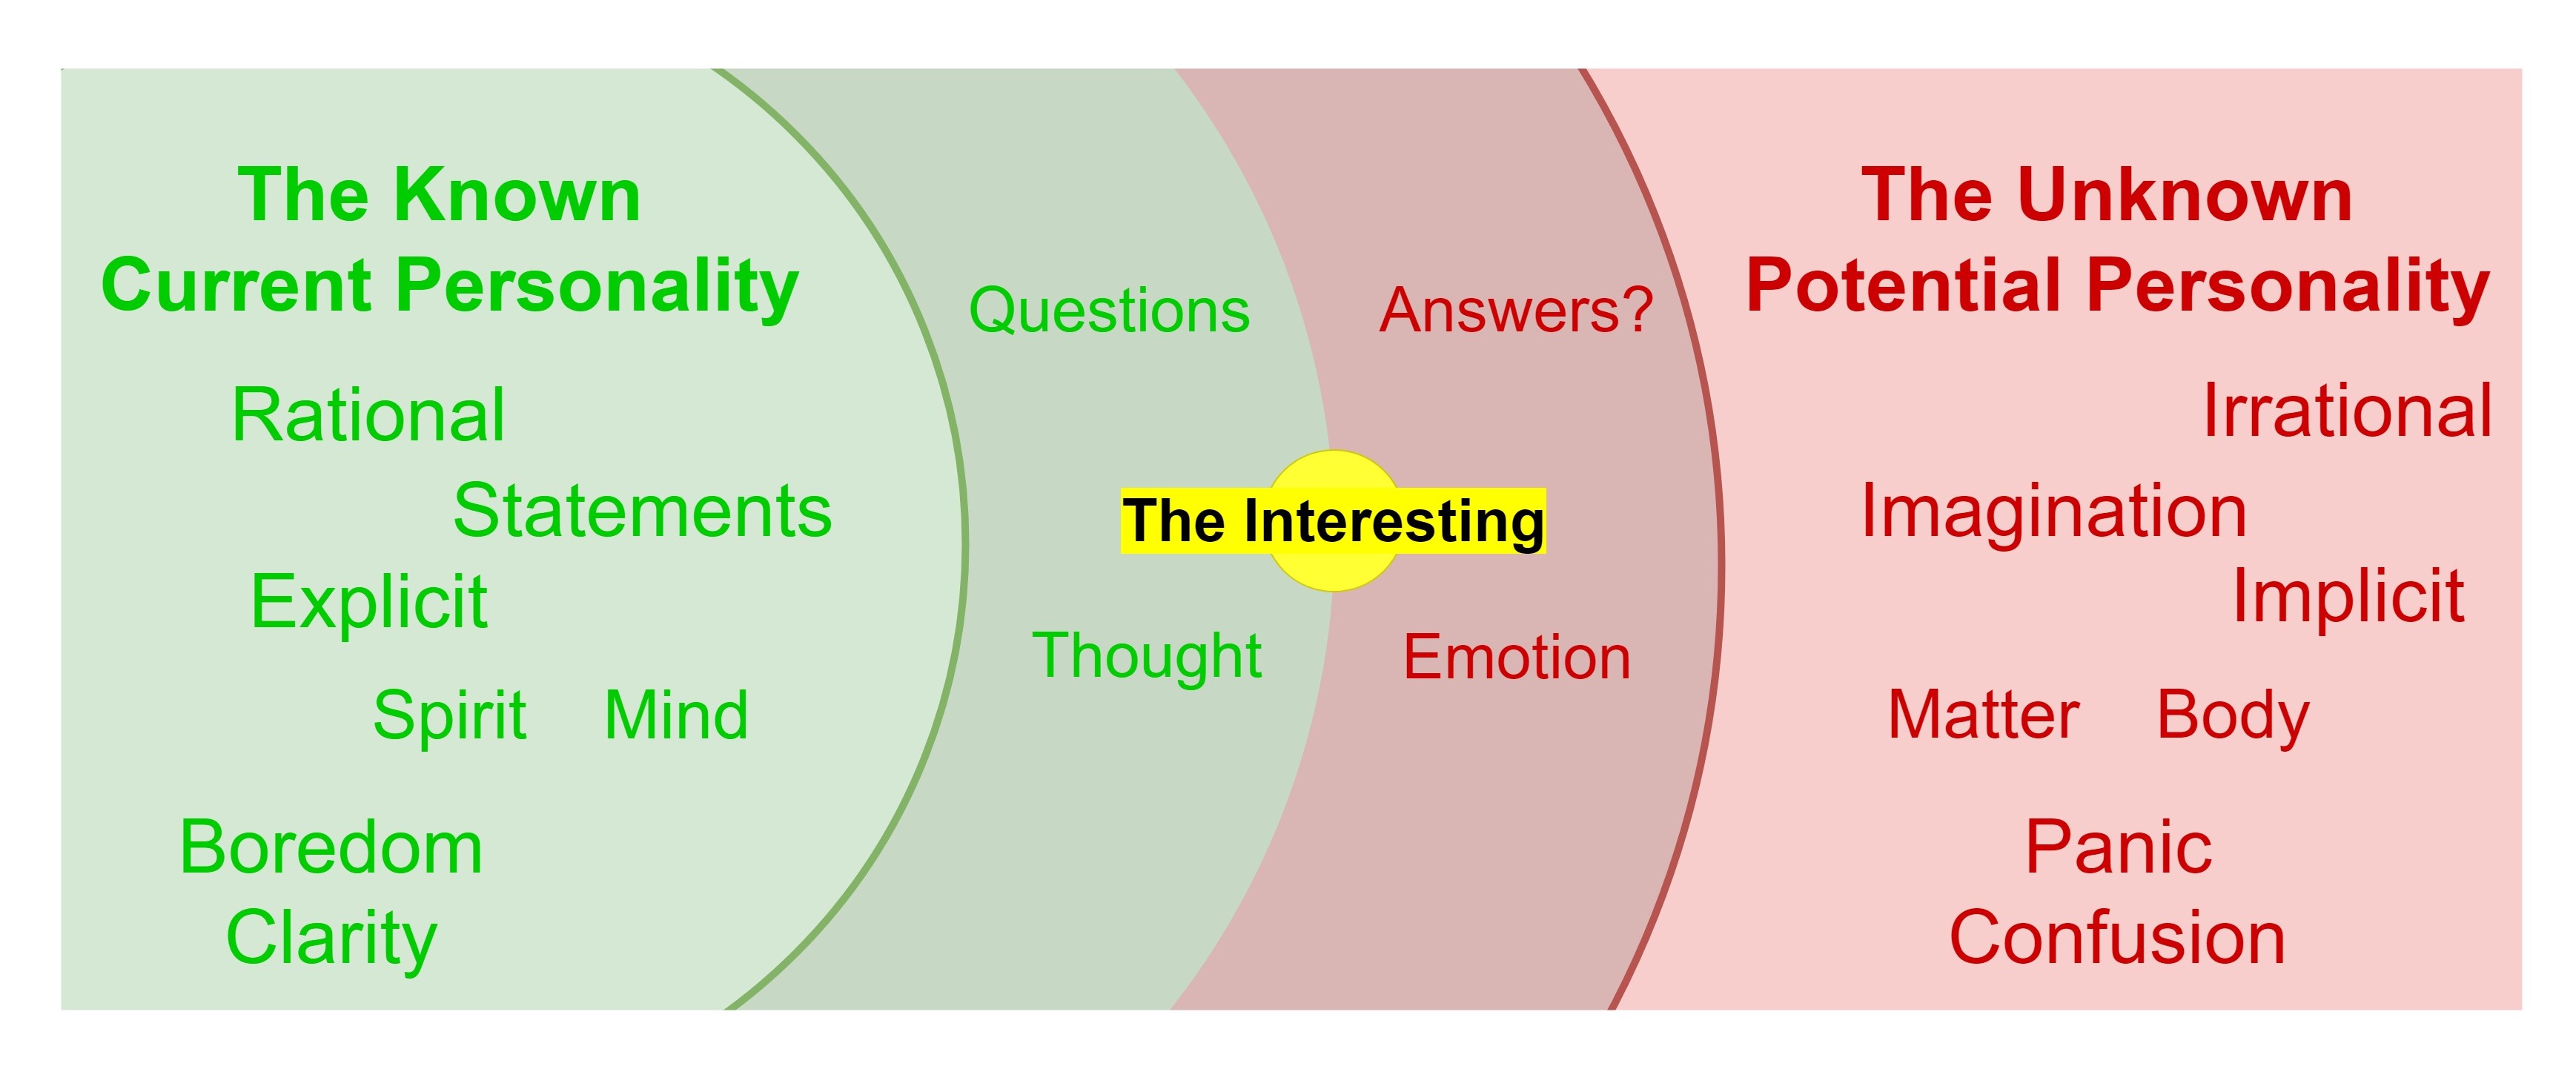 The Known
Current Personality
Rational
Statements
Explicit
Spirit Mind
Boredom
Clarity
Questions
Answers?
The Interesting
Thought
Emotion
The Unknown
Potential Personality
Irrational
Imagination
Implicit
Matter Body
Panic
Confusion